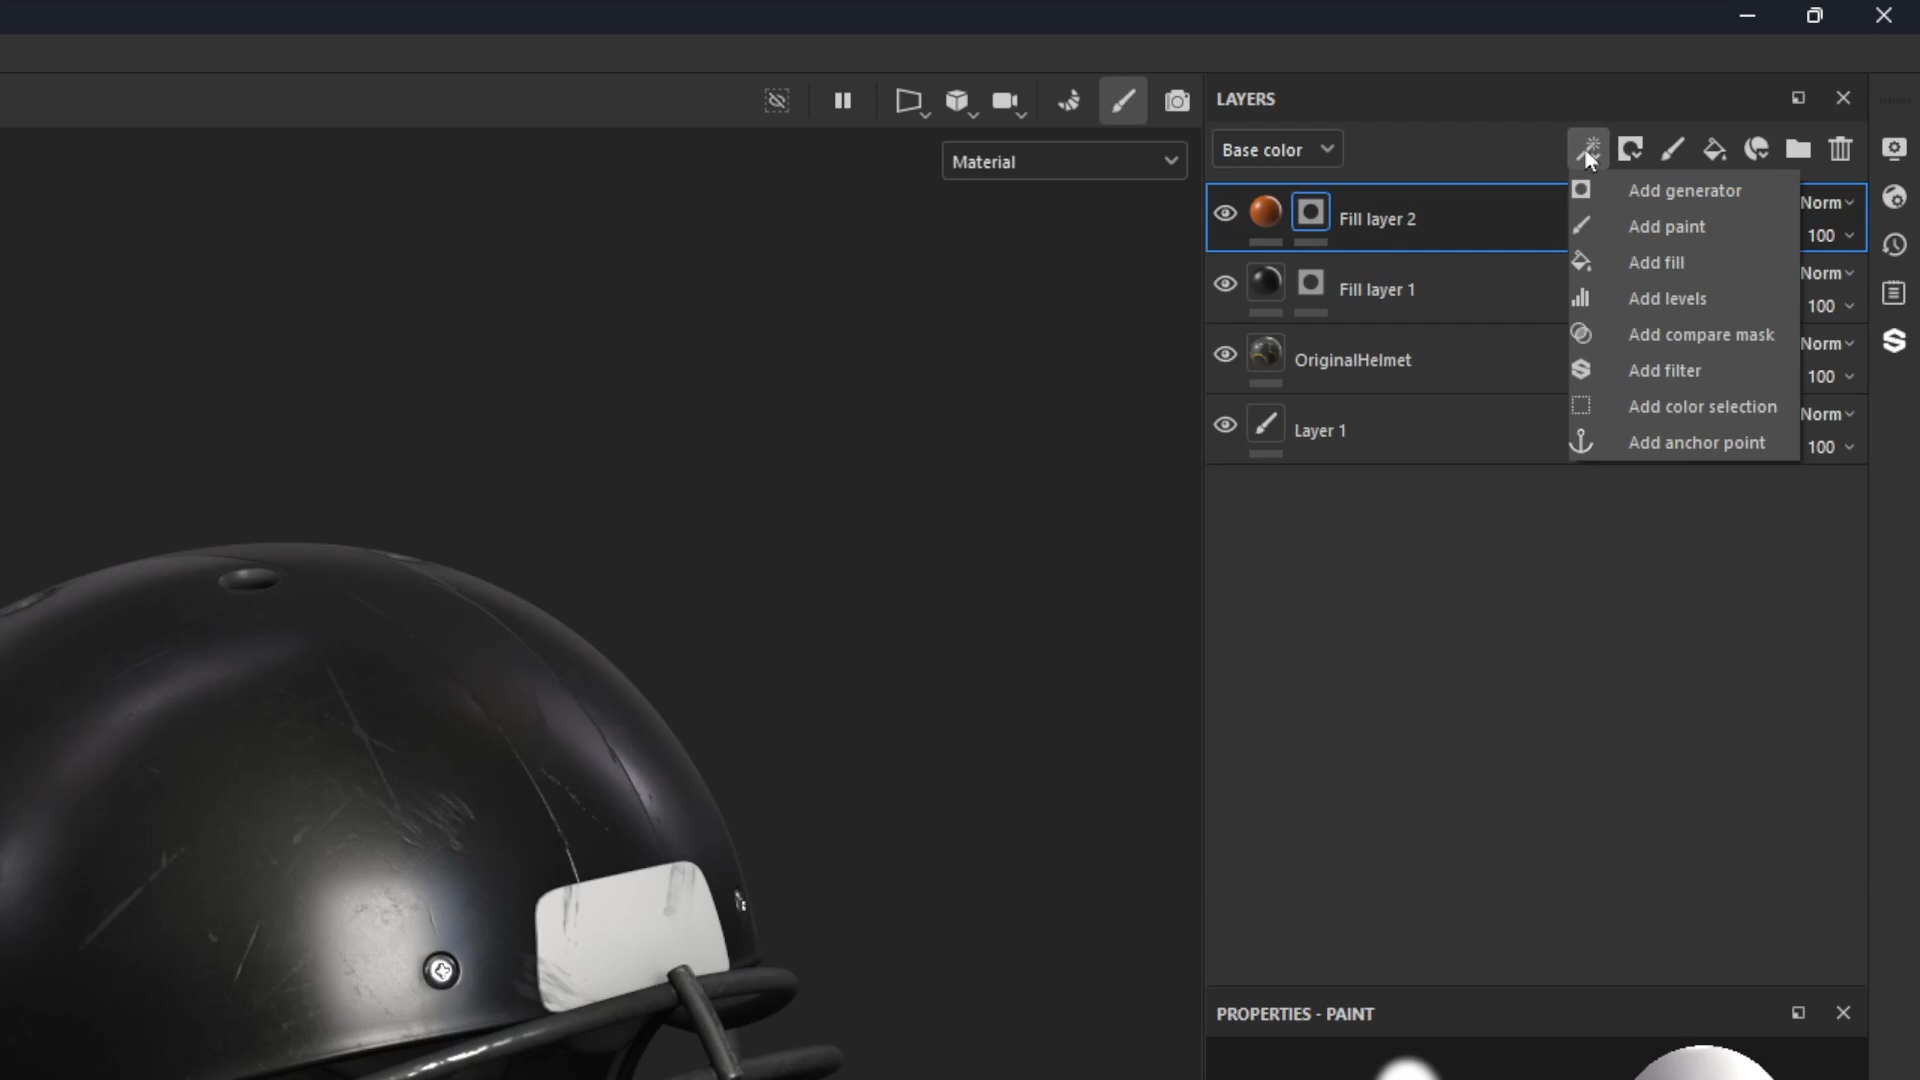 LAYERS
Material
Base color
Add generator
Norm
Fill layer 2
Add paint
100
Add fill
Norm
Fill layer 1
Add levels
100
Add compare mask
Norm
OriginalHelmet
Add filter
100
Add color selection
Norm
Layer 1
Add anchor point
100
PROPERTIES - PAINT